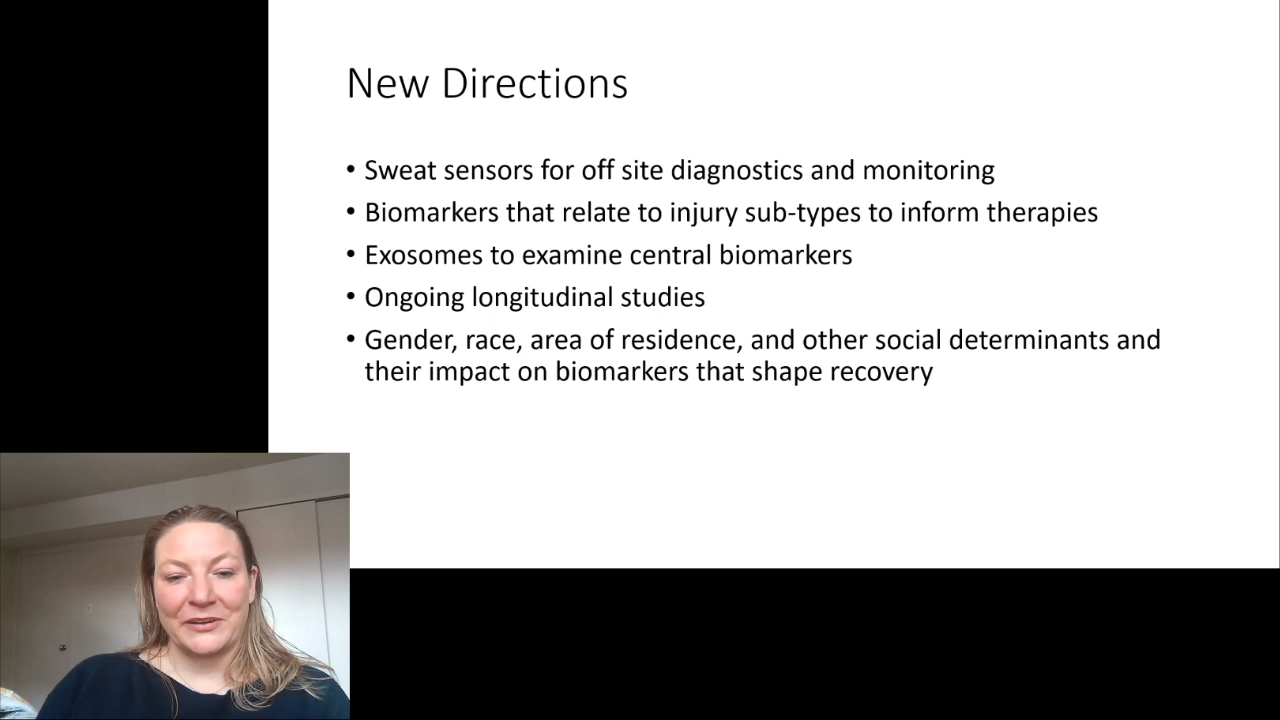 New Directions
• Sweat sensors for off site diagnostics and monitoring
• Biomarkers that relate to injury sub-types to inform therapies
• Exosomes to examine central biomarkers
• Ongoing longitudinal studies
• Gender, race, area of residence, and other social determinants and
their impact on biomarkers that shape recovery